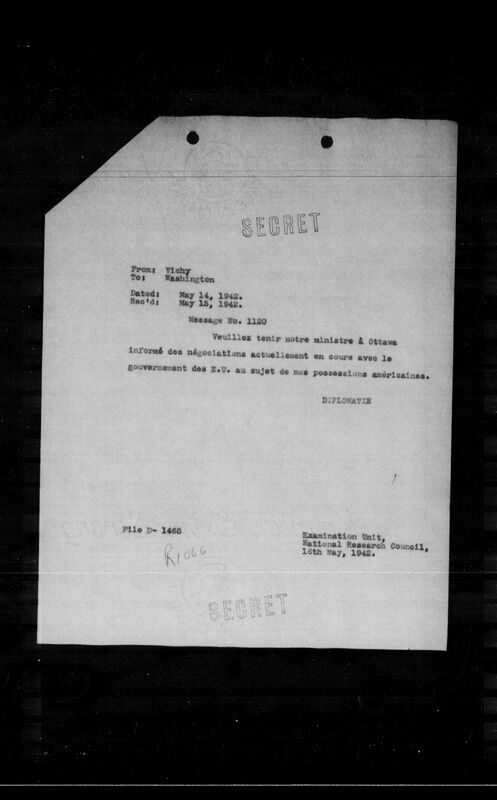 SECRET
From: Vichy
To: Washington
Dated: May 14, 1942.
Rec'd: May 15, 1942.
Message No. 1120
Veuillez tenir notre ministre à Ottawa
informé des négociations actuellement en cours avec le
gouvernement des E.U. au sujet de nos possessions américaines.
DIPLOMATIE
File D- 1468
R1066
Examination Unit,
National Research Council,
16th May, 1942.
SECRET